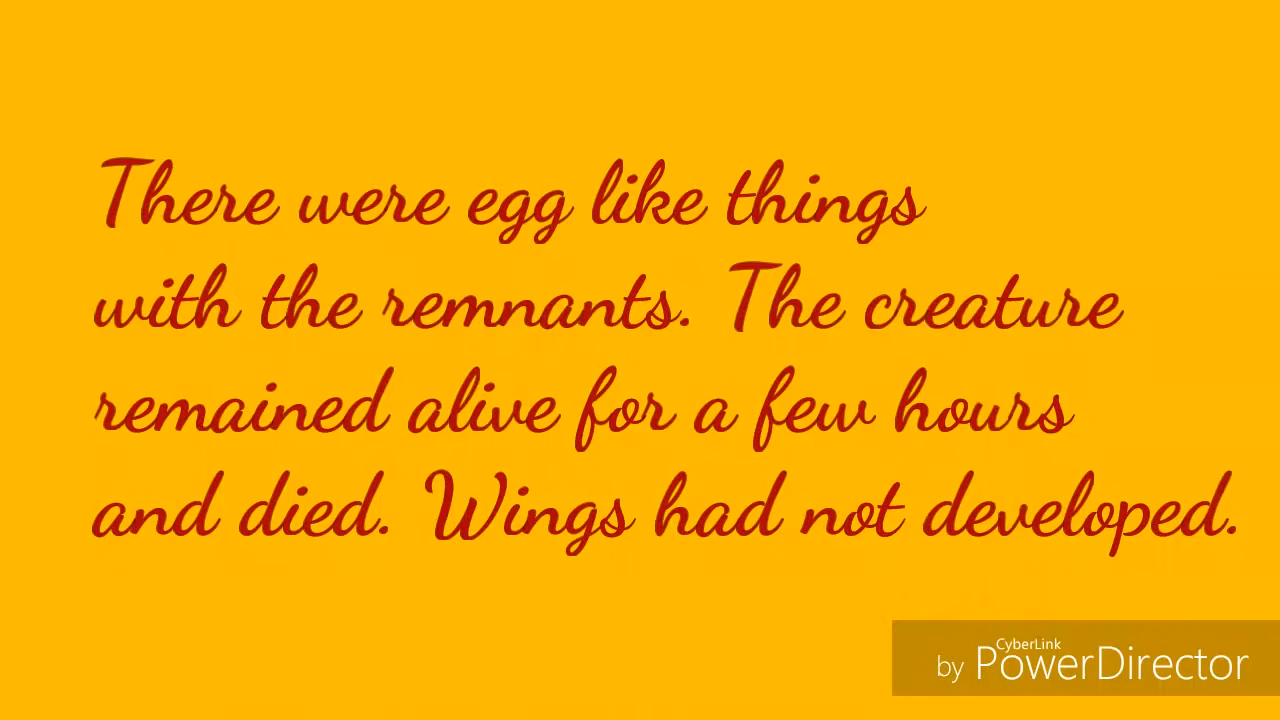 There were egg like things
with the remnants. The creature
remained alive for a few hours
and died. Wings had not developed.
CyberLink
by PowerDirector